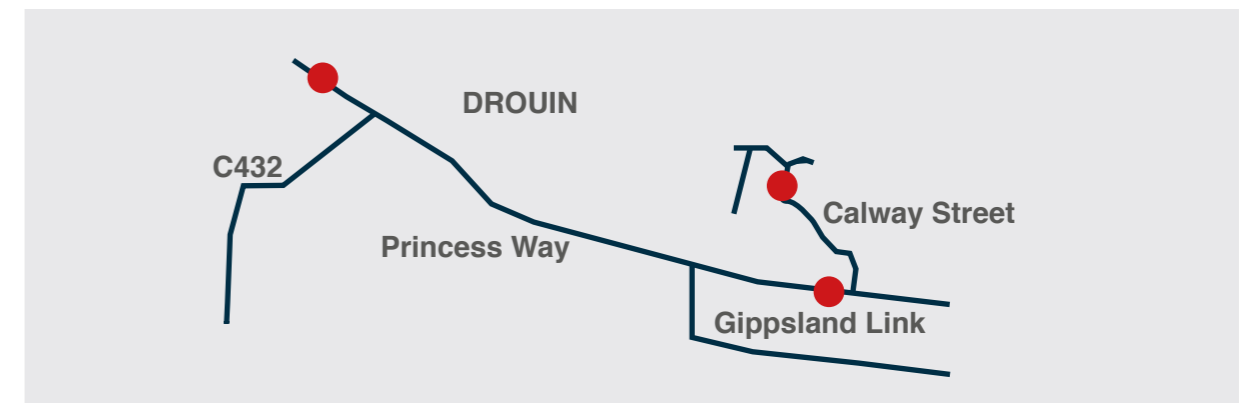 DROUIN
C432
Calway Street
Princess Way
Gippsland Link